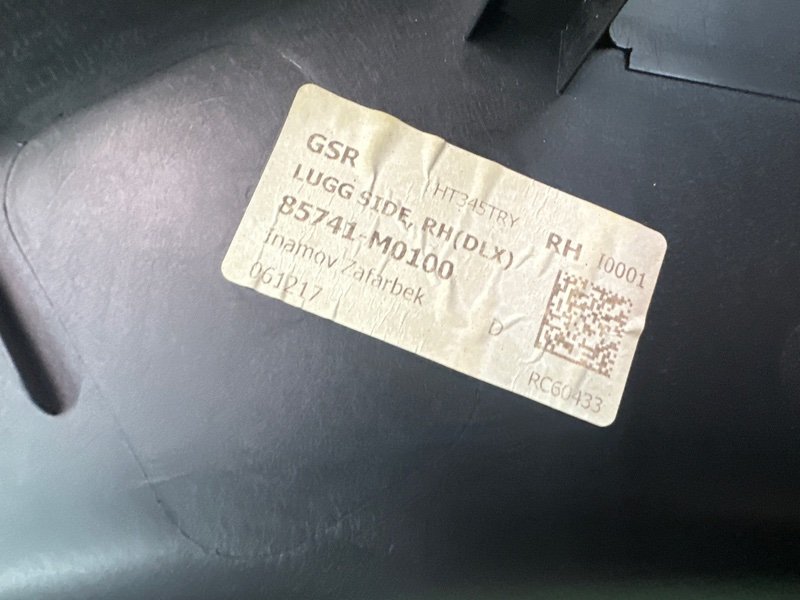 GSR
HT345TRY
LUGG SIDE, RH(DLX)
RH I0001
85741-M0100
Inamov Zafarbek
061217
D
RC60433